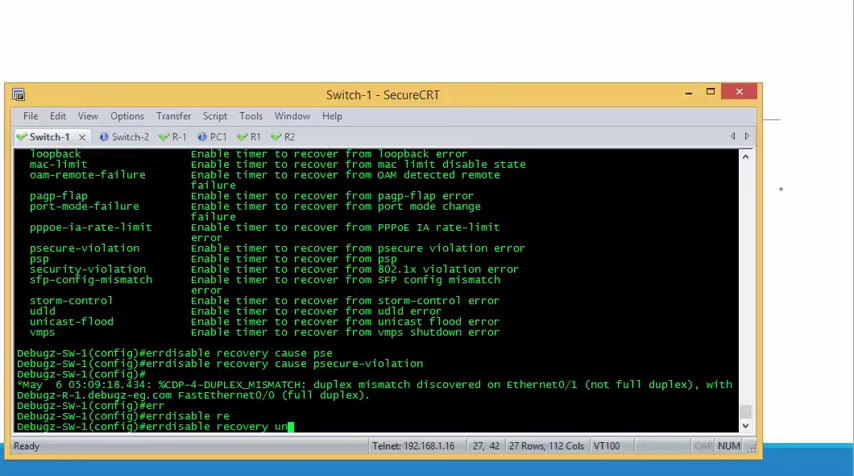 Switch-1 - SecureCRT
File Edit View Options Transfer Script Tools Window Help
Switch-1 Switch-2 R-1 PC1 R1 R2
loopback Enable timer to recover from loopback error
mac-limit Enable timer to recover from mac limit disable state
oam-remote-failure Enable timer to recover from OAM detected remote
failure
pagp-flap Enable timer to recover from pagp-flap error
port-mode-failure Enable timer to recover from port mode change
failure
pppoe-ia-rate-limit Enable timer to recover from PPPoE IA rate-limit
error
psecure-violation Enable timer to recover from psecure violation error
psp Enable timer to recover from psp
security-violation Enable timer to recover from 802.1x violation error
sfp-config-mismatch Enable timer to recover from SFP config mismatch
error
storm-control Enable timer to recover from storm-control error
udld Enable timer to recover from udld error
unicast-flood Enable timer to recover from unicast flood error
vmps Enable timer to recover from vmps shutdown error
Debugz-SW-1(config)#errdisable recovery cause pse
Debugz-SW-1(config)#errdisable recovery cause psecure-violation
Debugz-SW-1(config)#
*May 6 05:09:18.434: %CDP-4-DUPLEX_MISMATCH: duplex mismatch discovered on Ethernet0/1 (not full duplex), with
Debugz-R-1.debugz-eg.com FastEthernet0/0 (full duplex).
Debugz-SW-1(config)#err
Debugz-SW-1(config)#errdisable re
Debugz-SW-1(config)#errdisable recovery un
Ready Telnet: 192.168.1.16 27, 42 27 Rows, 112 Cols VT100 CAP NUM